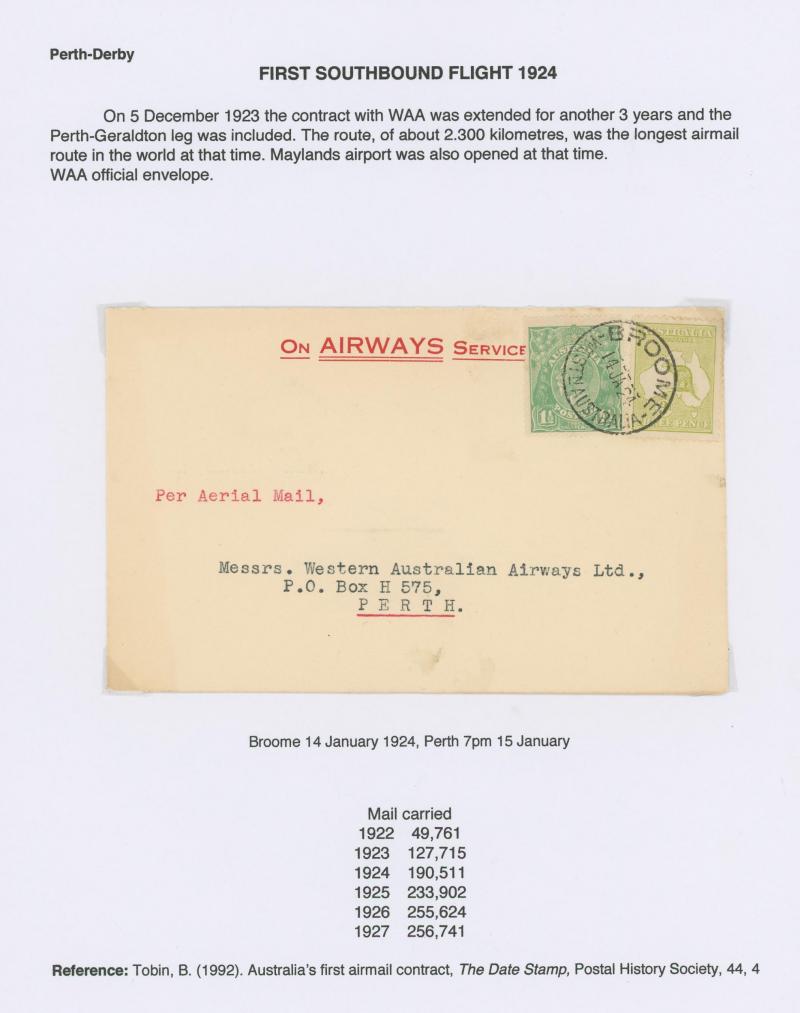 Perth-Derby
FIRST SOUTHBOUND FLIGHT 1924
On 5 December 1923 the contract with WAA was extended for another 3 years and the
Perth-Geraldton leg was included. The route, of about 2.300 kilometres, was the longest airmail
route in the world at that time. Maylands airport was also opened at that time.
WAA official envelope.
ON AIRWAYS SERVICE
BROOME
14 JA 24
AUSTRALIA
Per Aerial Mail,
Messrs. Western Australian Airways Ltd.,
P.O. Box H 575,
P E R T H.
Broome 14 January 1924, Perth 7pm 15 January
Mail carried
1922 49,761
1923 127,715
1924 190,511
1925 233,902
1926 255,624
1927 256,741
Reference: Tobin, B. (1992). Australia's first airmail contract, The Date Stamp, Postal History Society, 44, 4